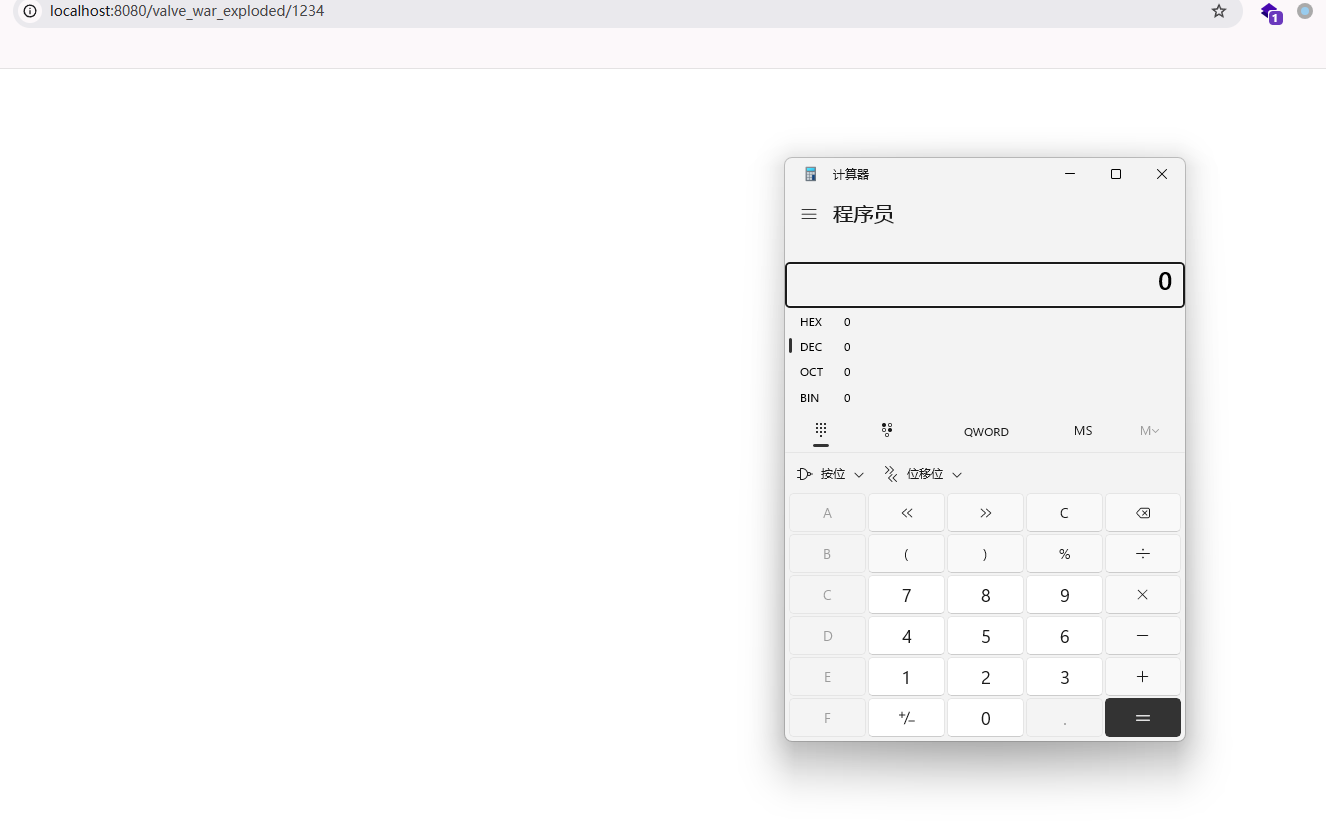 localhost:8080/valve_war_exploded/1234
1
计算器
程序员
0
HEX 0
DEC 0
OCT 0
BIN 0
QWORD MS M
按位 位移位
A « » C
B ( ) % ÷
C 7 8 9 ×
D 4 5 6 −
E 1 2 3 +
F +/− 0 . =